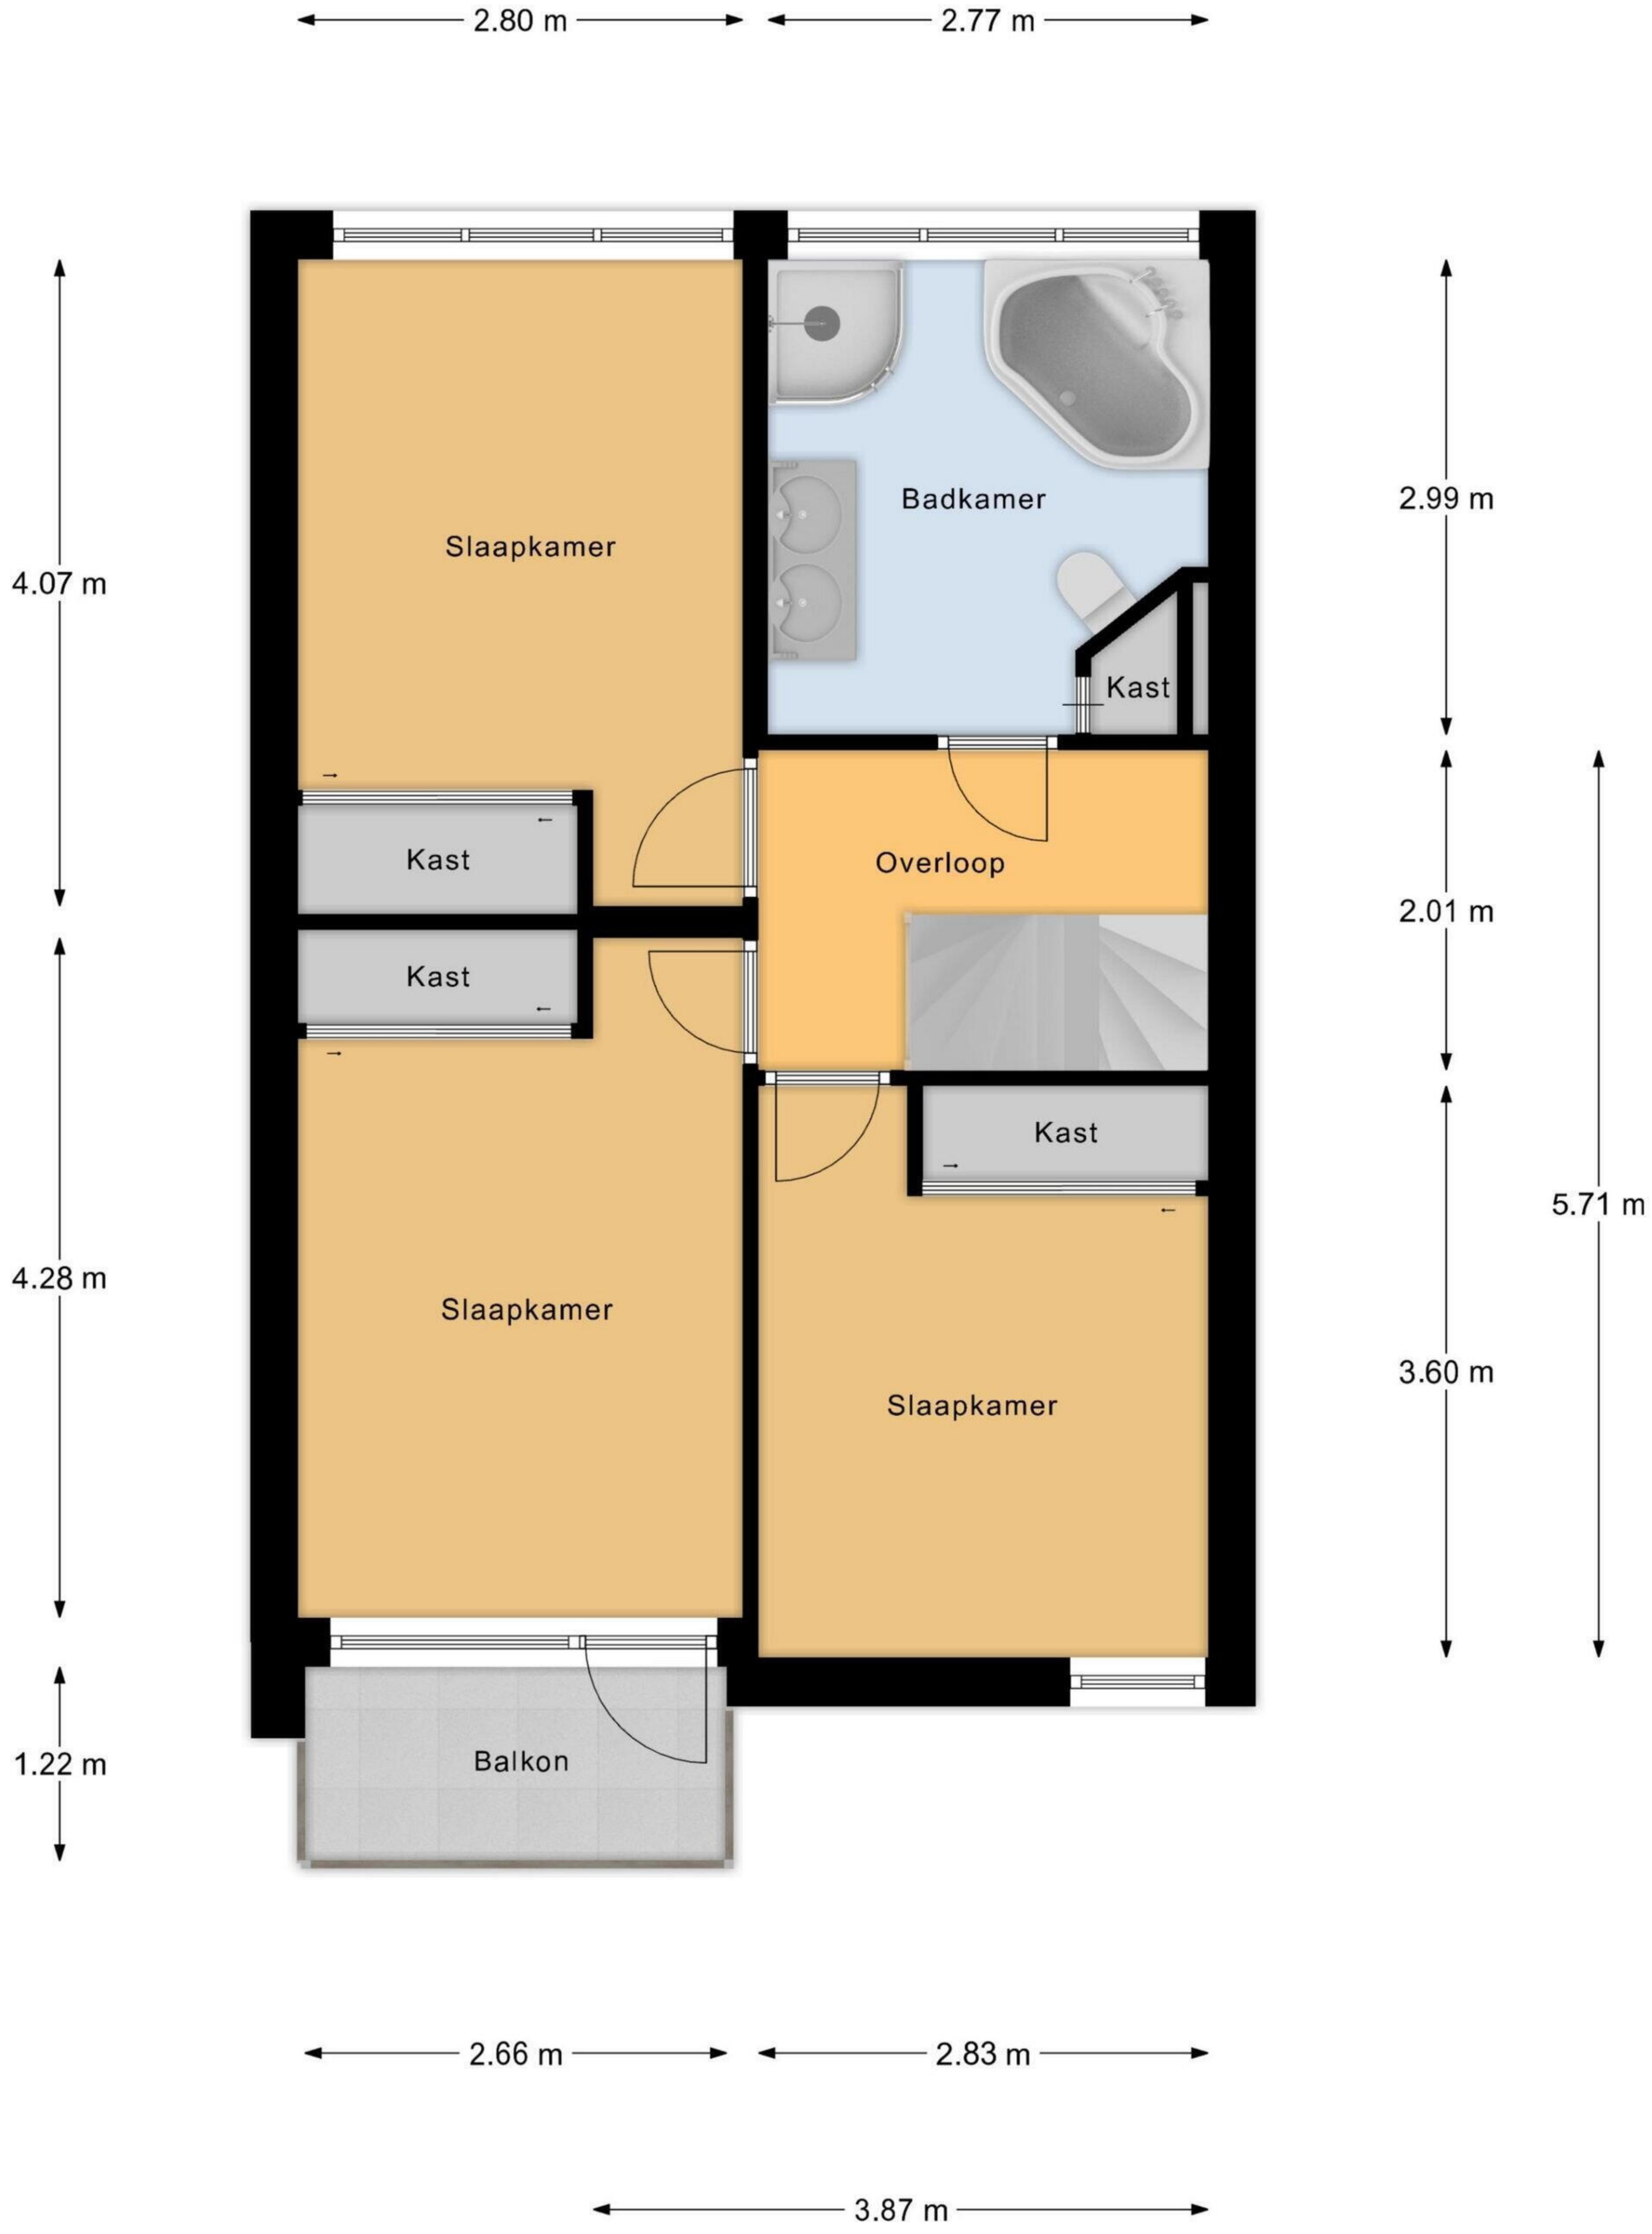 2.80 m
2.77 m
Slaapkamer
Badkamer
2.99 m
4.07 m
Kast
Kast
Overloop
2.01 m
Kast
Kast
5.71 m
4.28 m
Slaapkamer
3.60 m
Slaapkamer
Balkon
1.22 m
2.66 m
2.83 m
3.87 m